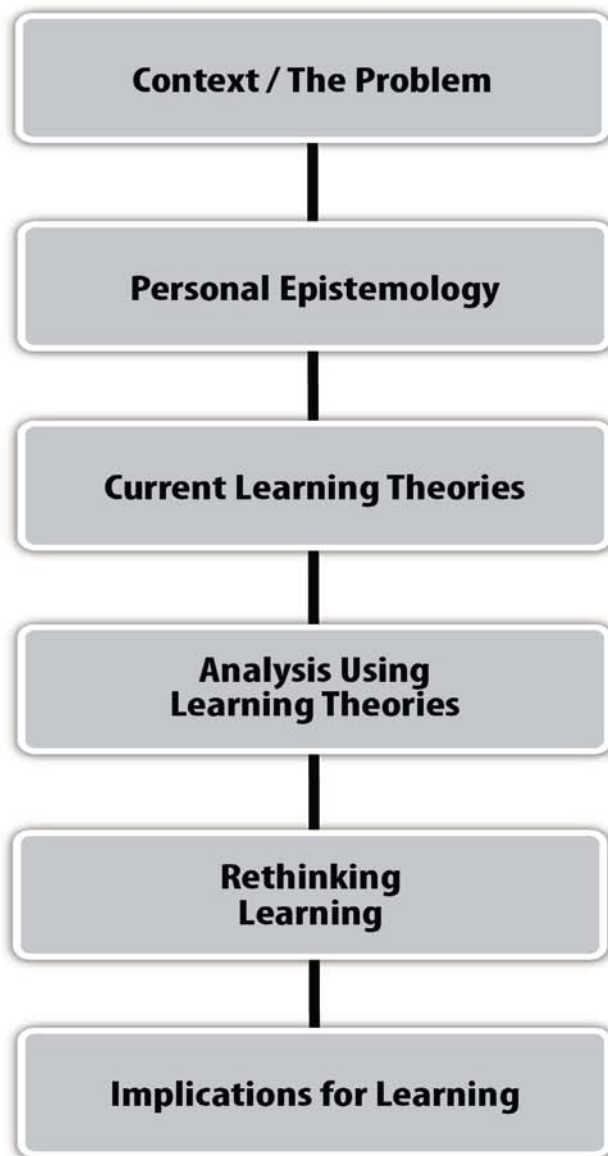 Context / The Problem
Personal Epistemology
Current Learning Theories
Analysis Using
Learning Theories
Rethinking
Learning
Implications for Learning